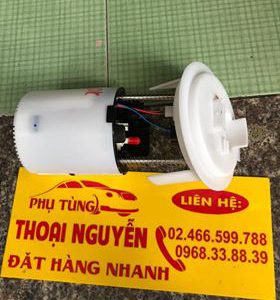 PHỤ TÙNG
LIÊN HỆ:
THOẠI NGUYỄN
02.466.599.788
0968.33.88.39
ĐẶT HÀNG NHANH